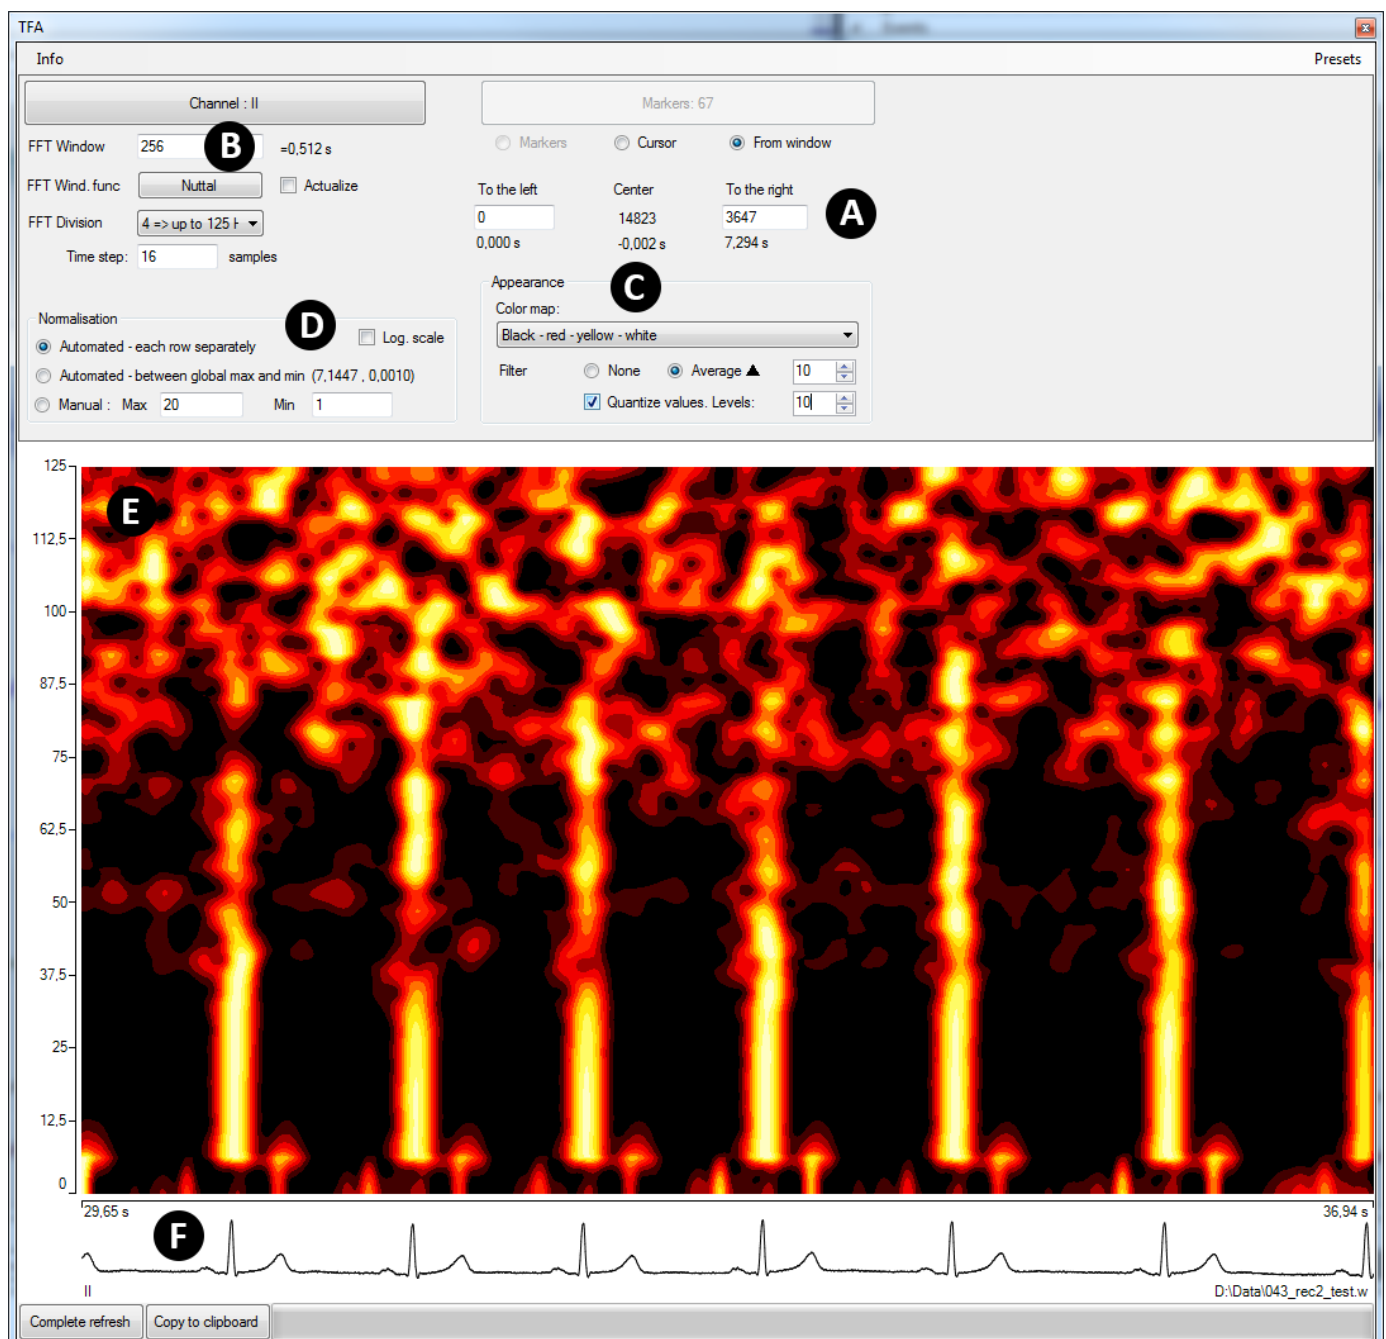 TFA
Info Presets
Channel : II Markers: 67
FFT Window 256 B =0,512 s Markers Cursor From window
FFT Wind. func Nuttal Actualize To the left Center To the right
FFT Division 4 => up to 125 H 0 14823 3647 A
Time step: 16 samples 0,000 s -0,002 s 7,294 s
Appearance C
Normalisation D Log. scale Color map:
Automated - each row separately Black - red - yellow - white
Automated - between global max and min (7,1447 , 0,0010) Filter None Average ▲ 10
Manual : Max 20 Min 1 Quantize values. Levels: 10
125
E
112,5
100
87,5
75
62,5
50
37,5
25
12,5
0
29,65 s 36,94 s
F
II D:\Data\043_rec2_test.w
Complete refresh Copy to clipboard